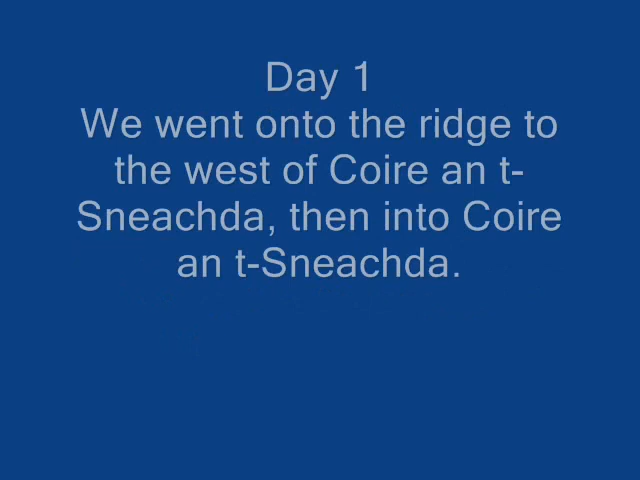 Day 1
We went onto the ridge to
the west of Coire an t-
Sneachda, then into Coire
an t-Sneachda.